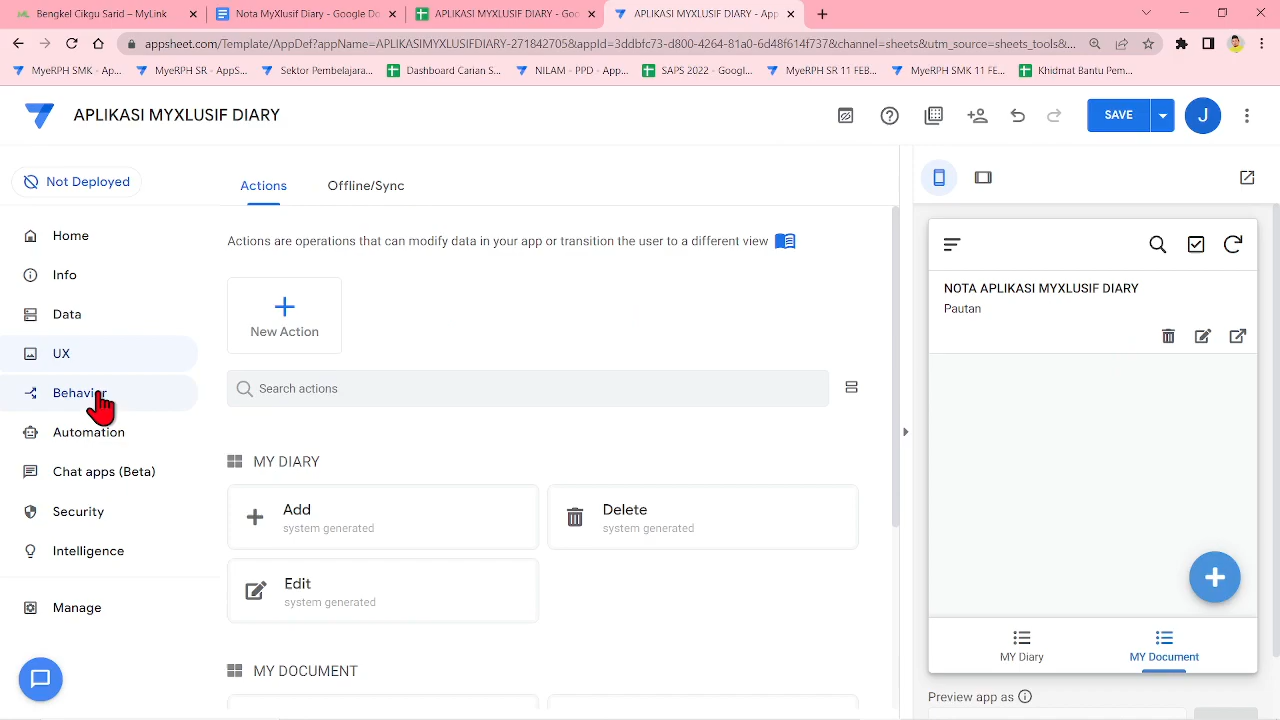 Bengkel Cikgu Sarid – MyLink
Nota MyXlusif Diary - Google Do
APLIKASI MYXLUSIF DIARY - Goo
APLIKASI MYXLUSIF DIARY - App
appsheet.com/Template/AppDef?appName=APLIKASIMYXLUSIFDIARY-271842705&appId=3ddbfc73-d800-4264-81a0-6d48f614f737&channel=sheets&utm_source=sheets_tools&...
MyeRPH SMK - Ap...
MyeRPH SR - AppS...
Sektor Pembelajara...
Dashboard Carian S...
NILAM - PPD - App...
SAPS 2022 - Googl...
MyeRPH SR 11 FEB...
MyeRPH SMK 11 FE...
Khidmat Bantu Pem...
APLIKASI MYXLUSIF DIARY
SAVE
J
Not Deployed
Home
Info
Data
UX
Behavior
Automation
Chat apps (Beta)
Security
Intelligence
Manage
Actions
Offline/Sync
Actions are operations that can modify data in your app or transition the user to a different view
New Action
Search actions
MY DIARY
Add
system generated
Delete
system generated
Edit
system generated
MY DOCUMENT
NOTA APLIKASI MYXLUSIF DIARY
Pautan
MY Diary
MY Document
Preview app as